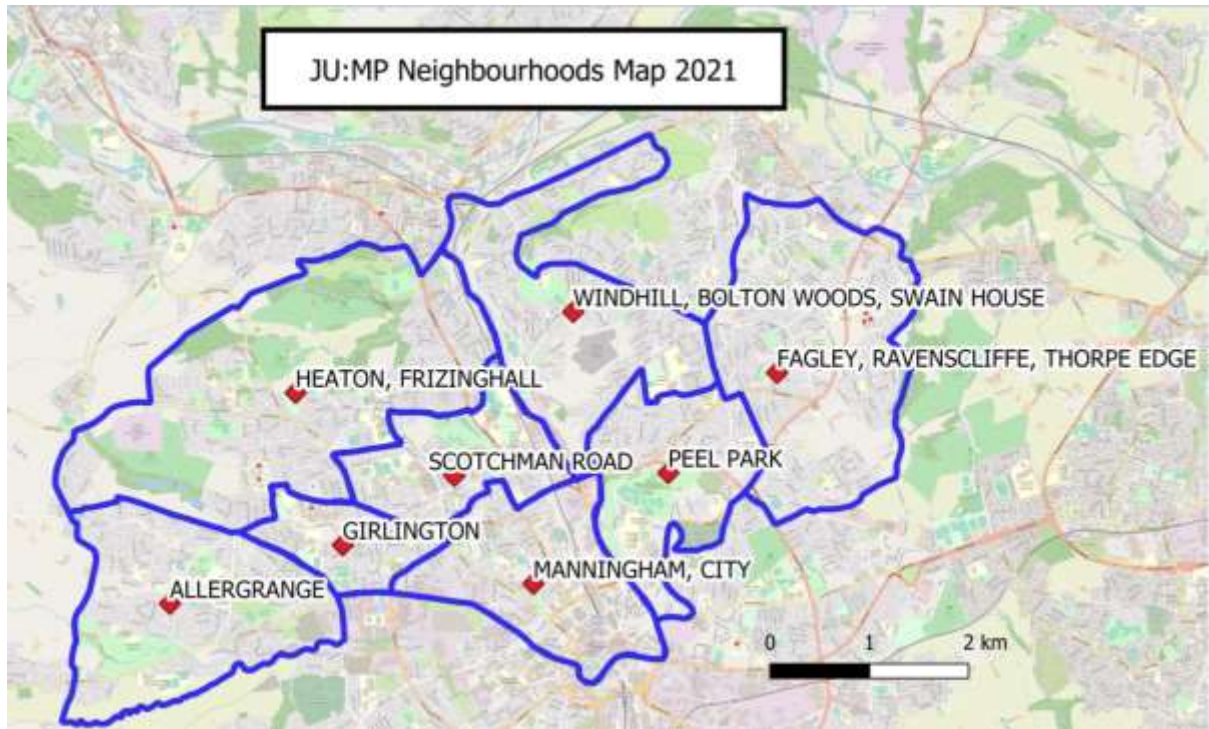 JU:MP Neighbourhoods Map 2021
WINDHILL, BOLTON WOODS, SWAIN HOUSE
FAGLEY, RAVENSCLIFFE, THORPE EDGE
HEATON, FRIZINGHALL
SCOTCHMAN ROAD
PEEL PARK
GIRLINGTON
MANNINGHAM, CITY
ALLERGRANGE
0 1 2 km